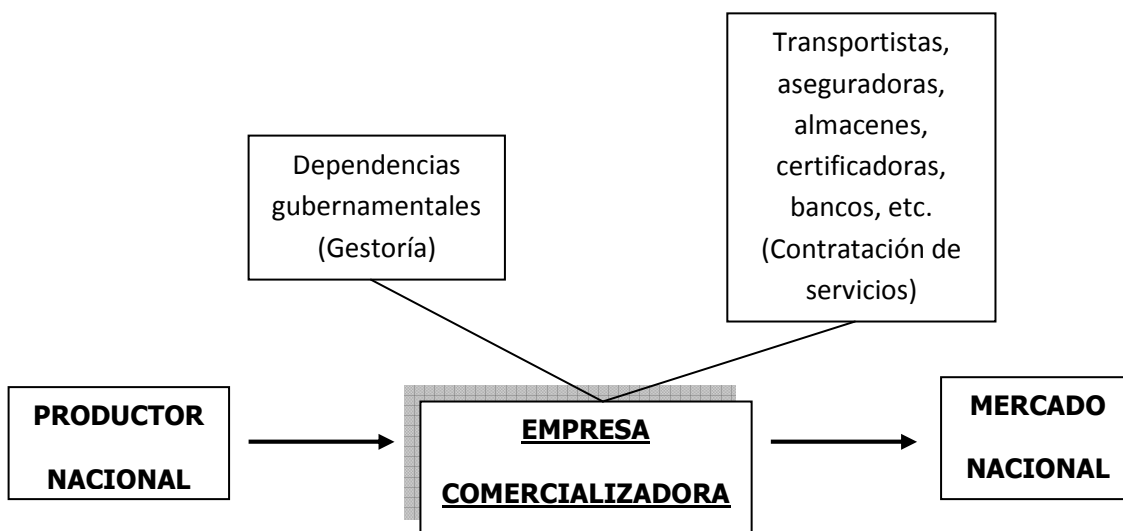 Transportistas,
aseguradoras,
almacenes,
certificadoras,
bancos, etc.
(Contratación de
servicios)
Dependencias
gubernamentales
(Gestoría)
PRODUCTOR
NACIONAL
EMPRESA
COMERCIALIZADORA
MERCADO
NACIONAL